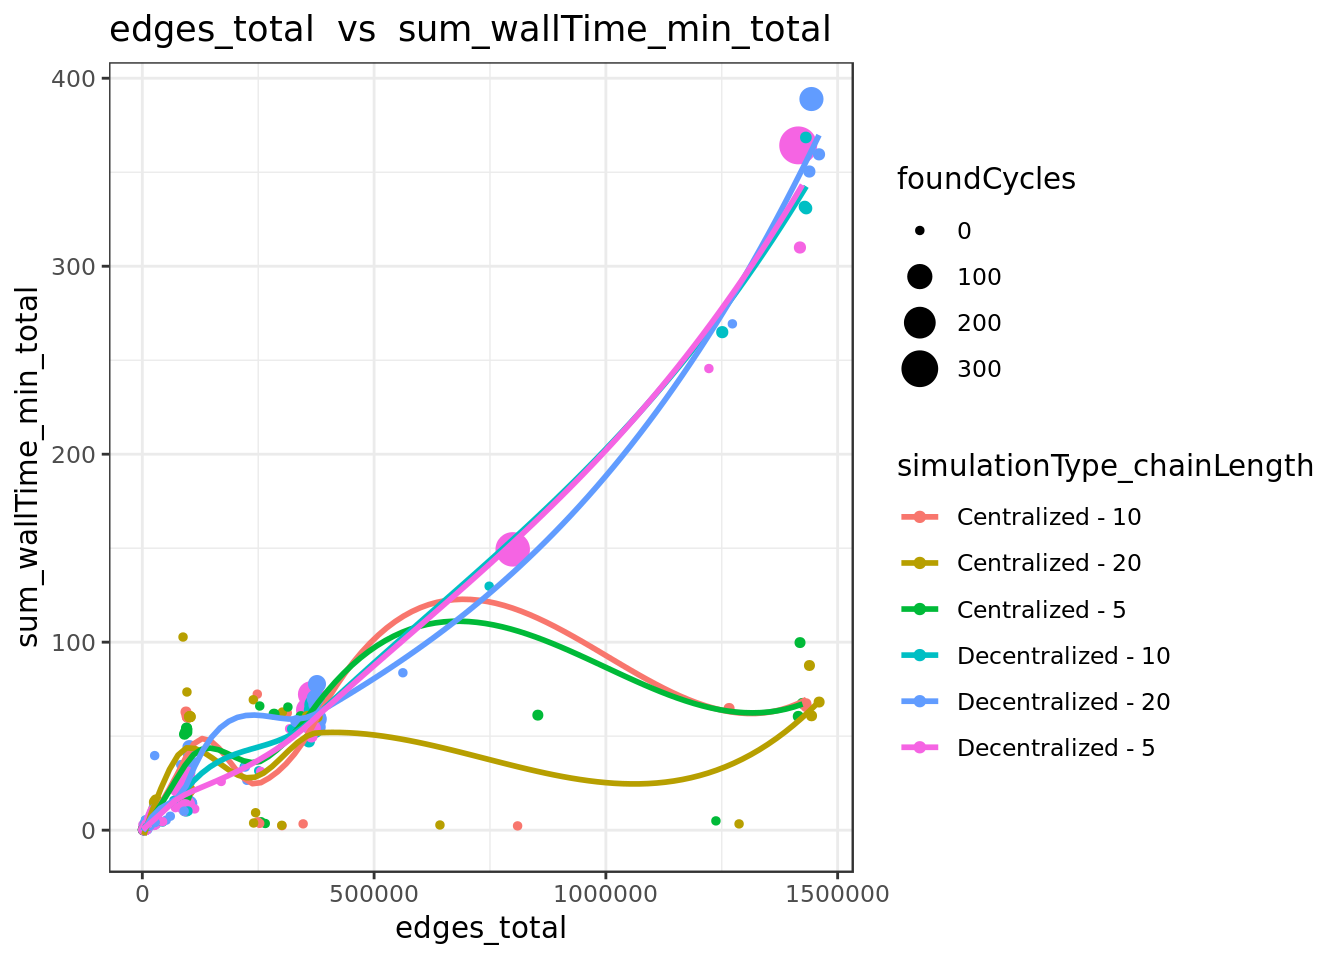 edges_total  vs  sum_wallTime_min_total
sum_wallTime_min_total
400
300
200
100
0
0
500000
1000000
1500000
edges_total
foundCycles
0
100
200
300
simulationType_chainLength
Centralized - 10
Centralized - 20
Centralized - 5
Decentralized - 10
Decentralized - 20
Decentralized - 5